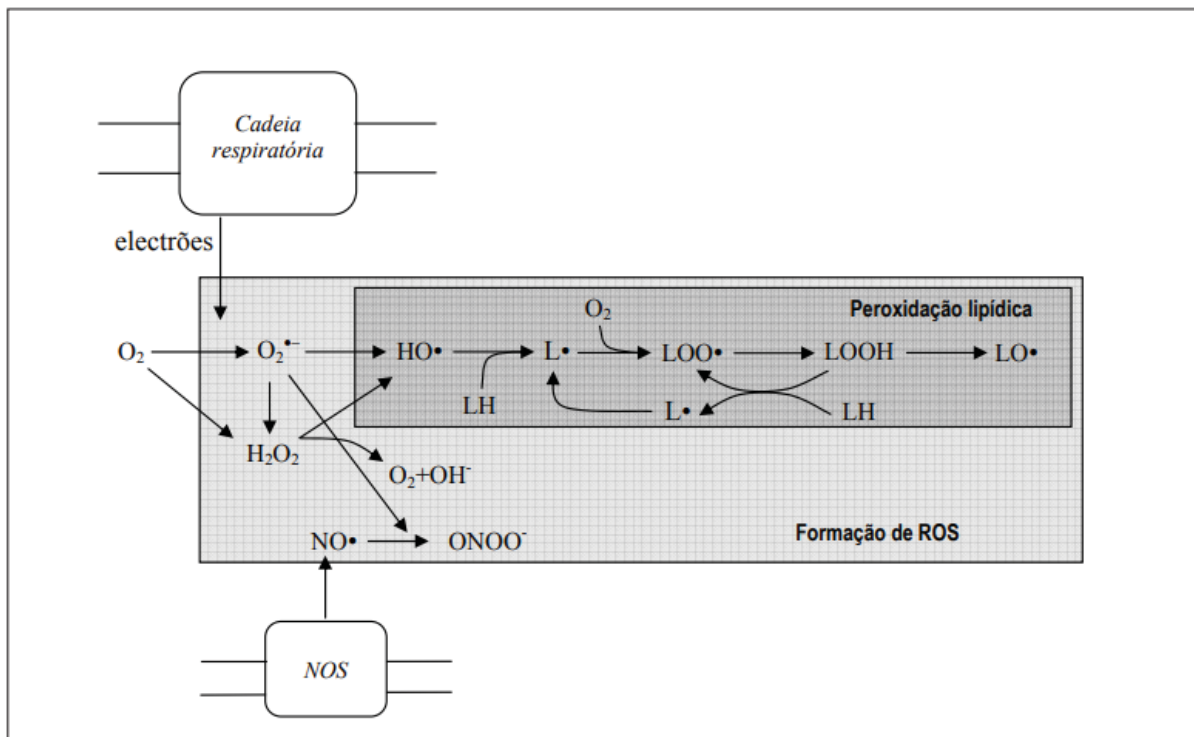 Cadeia
respiratória
electrões
O₂
Peroxidação lipídica
O₂ O₂•– HO• L• LOO• LOOH LO•
LH L• LH
H₂O₂
O₂+OH-
Formação de ROS
NO• ONOO-
NOS